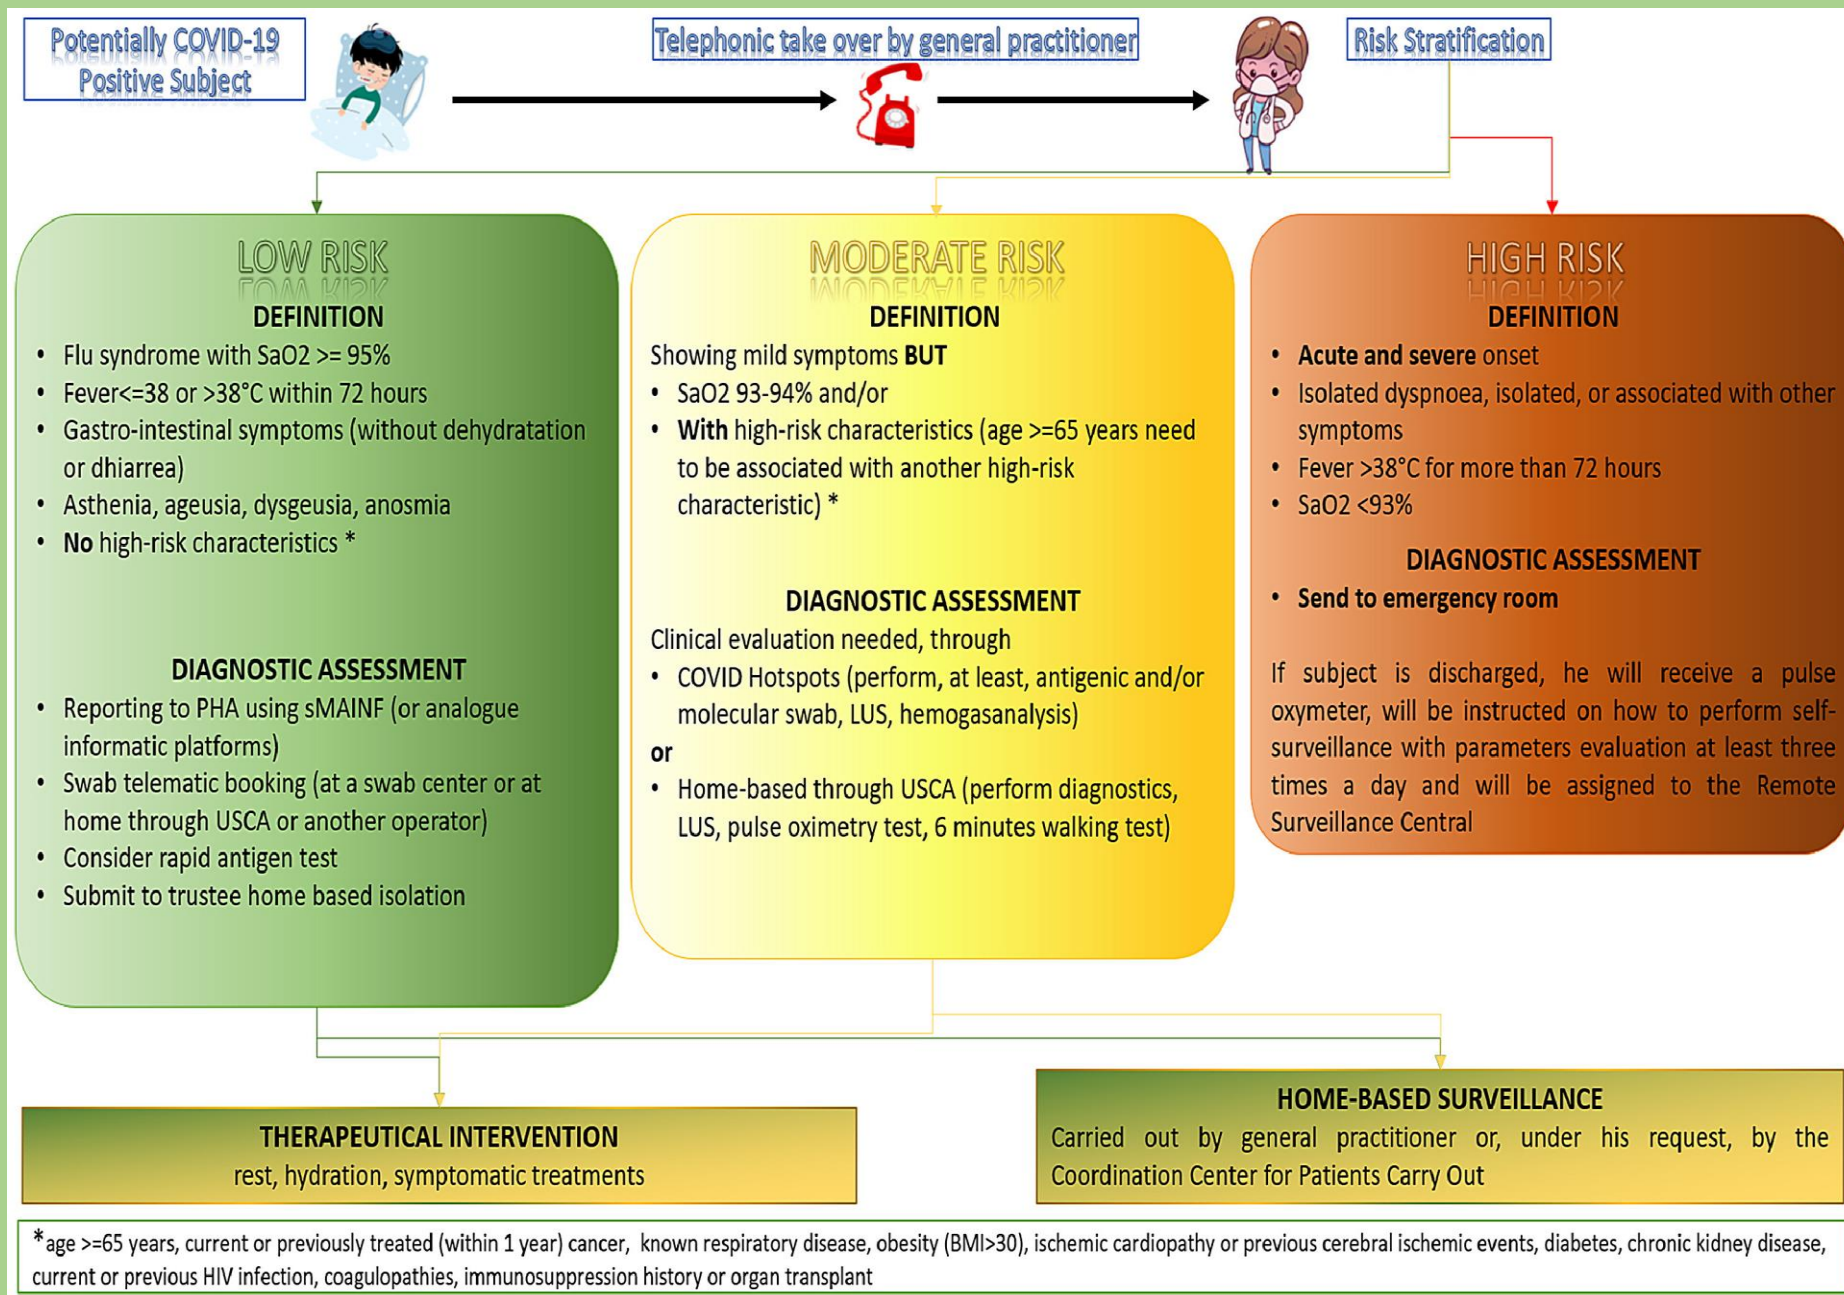 Potentially COVID-19
Positive Subject
Telephonic take over by general practitioner
Risk Stratification
LOW RISK
DEFINITION
• Flu syndrome with SaO2 >= 95%
• Fever<=38 or >38°C within 72 hours
• Gastro-intestinal symptoms (without dehydratation
or dhiarrea)
• Asthenia, ageusia, dysgeusia, anosmia
• No high-risk characteristics *
DIAGNOSTIC ASSESSMENT
• Reporting to PHA using sMAINF (or analogue
informatic platforms)
• Swab telematic booking (at a swab center or at
home through USCA or another operator)
• Consider rapid antigen test
• Submit to trustee home based isolation
MODERATE RISK
DEFINITION
Showing mild symptoms BUT
• SaO2 93-94% and/or
• With high-risk characteristics (age >=65 years need
to be associated with another high-risk
characteristic) *
DIAGNOSTIC ASSESSMENT
Clinical evaluation needed, through
• COVID Hotspots (perform, at least, antigenic and/or
molecular swab, LUS, hemogasanalysis)
or
• Home-based through USCA (perform diagnostics,
LUS, pulse oximetry test, 6 minutes walking test)
HIGH RISK
DEFINITION
• Acute and severe onset
• Isolated dyspnoea, isolated, or associated with other
symptoms
• Fever >38°C for more than 72 hours
• SaO2 <93%
DIAGNOSTIC ASSESSMENT
• Send to emergency room
If subject is discharged, he will receive a pulse
oxymeter, will be instructed on how to perform self-
surveillance with parameters evaluation at least three
times a day and will be assigned to the Remote
Surveillance Central
THERAPEUTICAL INTERVENTION
rest, hydration, symptomatic treatments
HOME-BASED SURVEILLANCE
Carried out by general practitioner or, under his request, by the
Coordination Center for Patients Carry Out
*age >=65 years, current or previously treated (within 1 year) cancer, known respiratory disease, obesity (BMI>30), ischemic cardiopathy or previous cerebral ischemic events, diabetes, chronic kidney disease,
current or previous HIV infection, coagulopathies, immunosuppression history or organ transplant